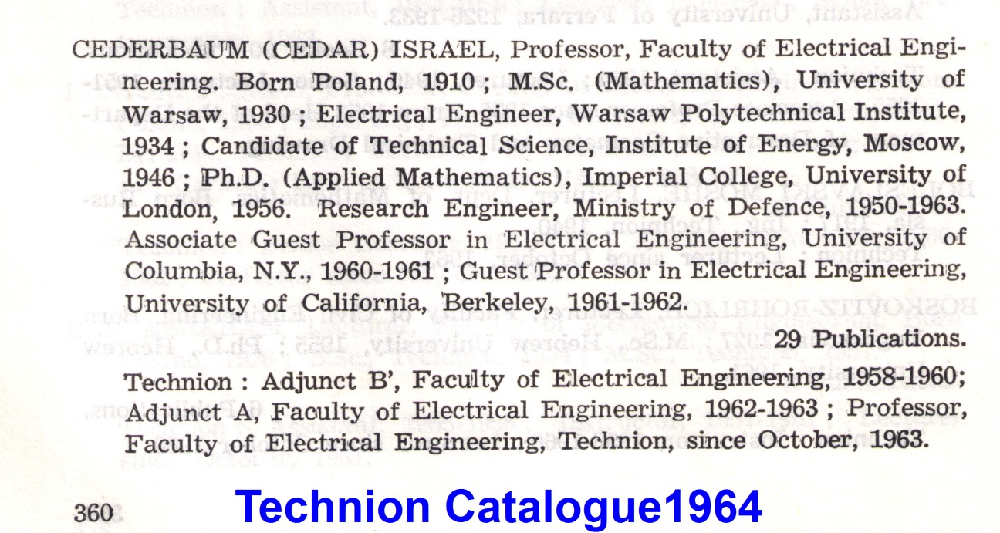 CEDERBAUM (CEDAR) ISRAEL, Professor, Faculty of Electrical Engi-
neering. Born Poland, 1910 ; M.Sc. (Mathematics), University of
Warsaw, 1930 ; Electrical Engineer, Warsaw Polytechnical Institute,
1934 ; Candidate of Technical Science, Institute of Energy, Moscow,
1946 ; Ph.D. (Applied Mathematics), Imperial College, University of
London, 1956. Research Engineer, Ministry of Defence, 1950-1963.
Associate Guest Professor in Electrical Engineering, University of
Columbia, N.Y., 1960-1961 ; Guest Professor in Electrical Engineering,
University of California, Berkeley, 1961-1962.
29 Publications.
Technion : Adjunct B', Faculty of Electrical Engineering, 1958-1960;
Adjunct A, Faculty of Electrical Engineering, 1962-1963 ; Professor,
Faculty of Electrical Engineering, Technion, since October, 1963.
360
Technion Catalogue1964